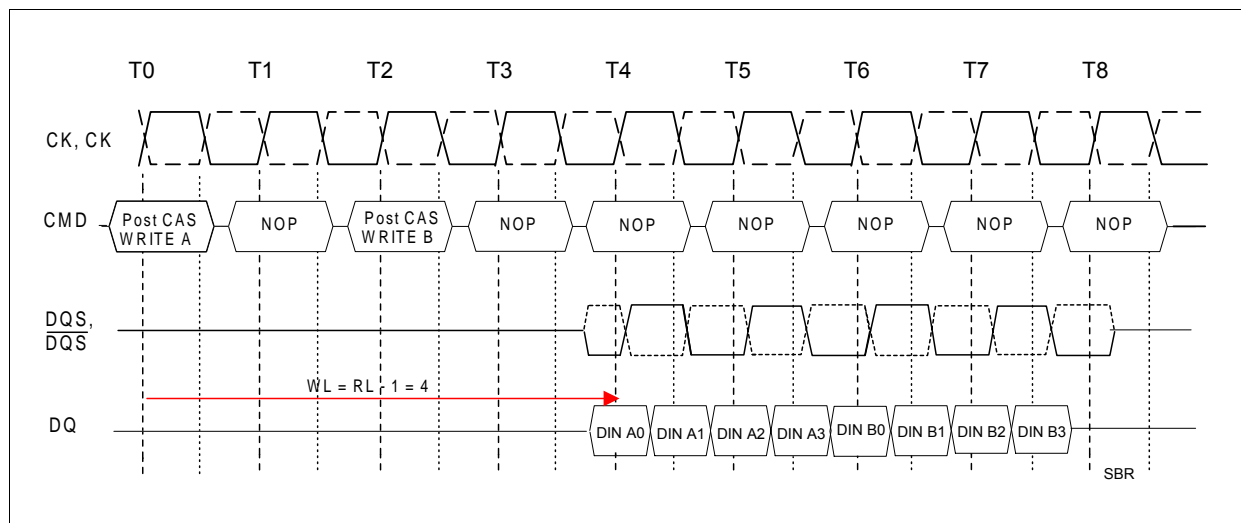 T0 T1 T2 T3 T4 T5 T6 T7 T8
CK, CK
CMD
Post CAS
WRITE A
NOP
Post CAS
WRITE B
NOP
NOP
NOP
NOP
NOP
NOP
DQS,
DQS
WL = RL - 1 = 4
DQ
DIN A0 DIN A1 DIN A2 DIN A3 DIN B0 DIN B1 DIN B2 DIN B3
SBR